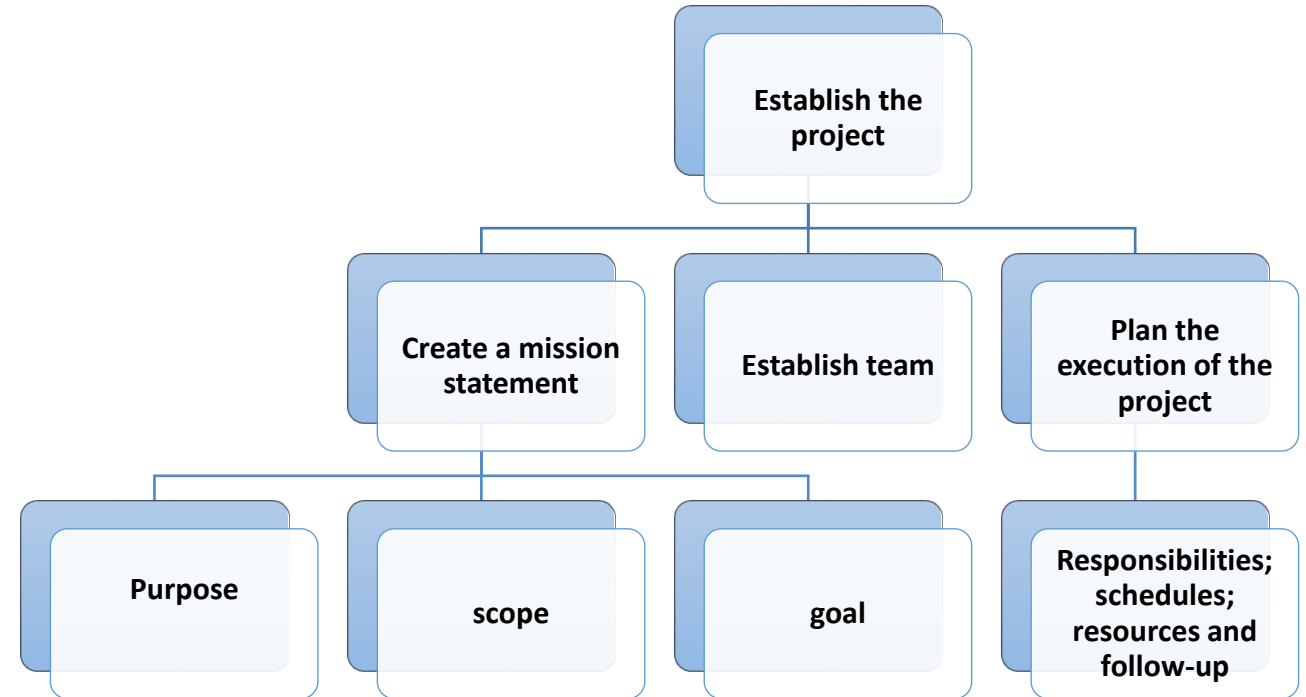 Establish the
project
Create a mission
statement
Establish team
Plan the
execution of the
project
Purpose
scope
goal
Responsibilities;
schedules;
resources and
follow-up